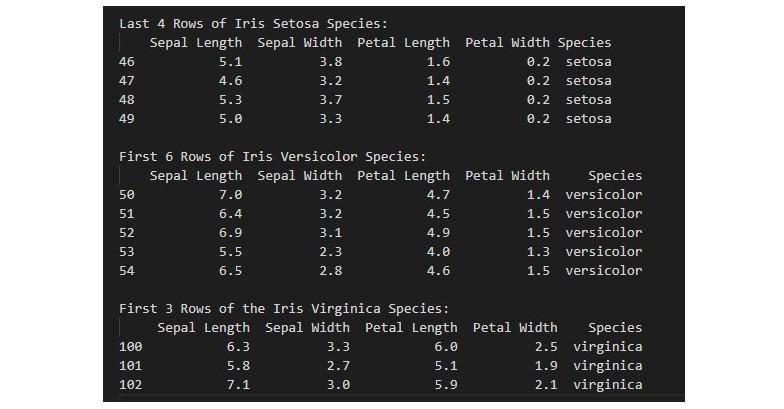 Last 4 Rows of Iris Setosa Species:
Sepal Length Sepal Width Petal Length Petal Width Species
46 5.1 3.8 1.6 0.2 setosa
47 4.6 3.2 1.4 0.2 setosa
48 5.3 3.7 1.5 0.2 setosa
49 5.0 3.3 1.4 0.2 setosa
First 6 Rows of Iris Versicolor Species:
Sepal Length Sepal Width Petal Length Petal Width Species
50 7.0 3.2 4.7 1.4 versicolor
51 6.4 3.2 4.5 1.5 versicolor
52 6.9 3.1 4.9 1.5 versicolor
53 5.5 2.3 4.0 1.3 versicolor
54 6.5 2.8 4.6 1.5 versicolor
First 3 Rows of the Iris Virginica Species:
Sepal Length Sepal Width Petal Length Petal Width Species
100 6.3 3.3 6.0 2.5 virginica
101 5.8 2.7 5.1 1.9 virginica
102 7.1 3.0 5.9 2.1 virginica